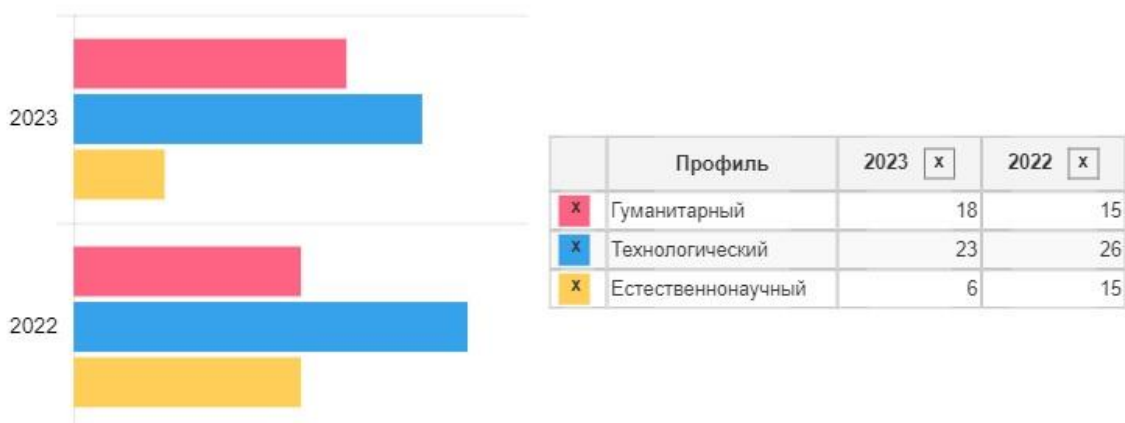 2023
2022
Профиль 2023 x 2022 x
x Гуманитарный 18 15
x Технологический 23 26
x Естественнонаучный 6 15